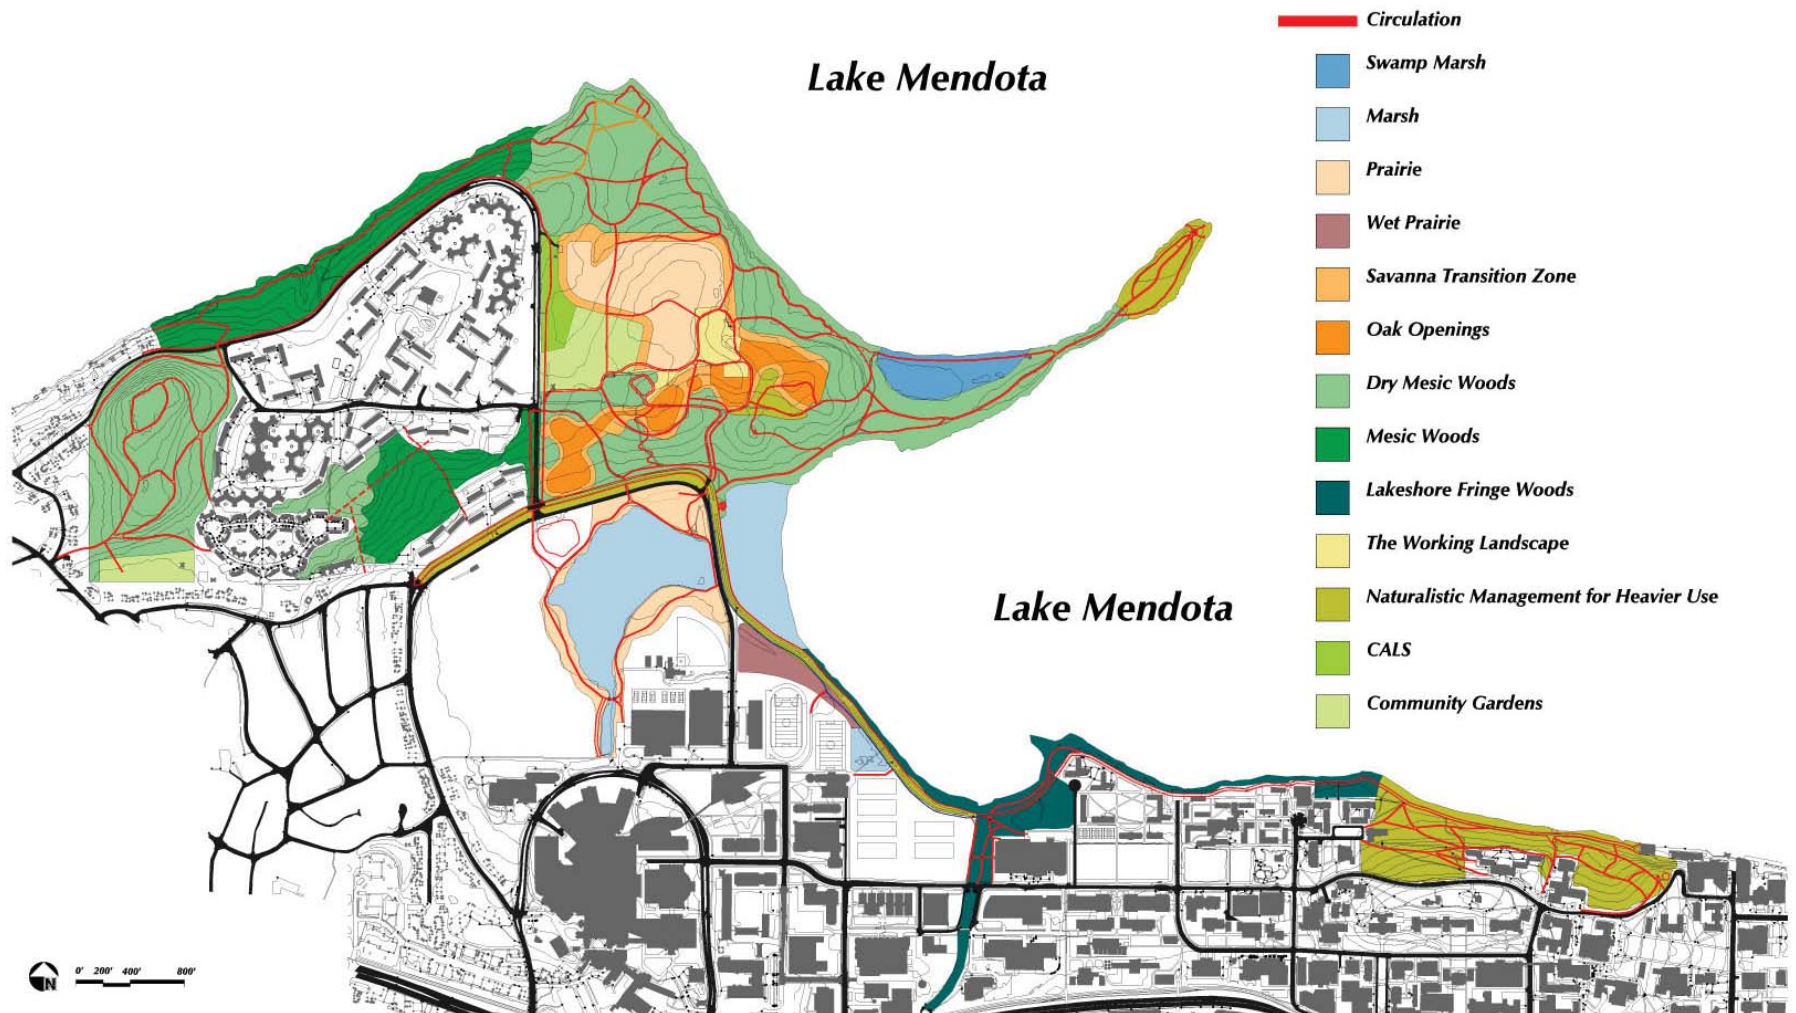 Lake Mendota
Lake Mendota
Circulation
Swamp Marsh
Marsh
Prairie
Wet Prairie
Savanna Transition Zone
Oak Openings
Dry Mesic Woods
Mesic Woods
Lakeshore Fringe Woods
The Working Landscape
Naturalistic Management for Heavier Use
CALS
Community Gardens
N
0' 200' 400' 800'